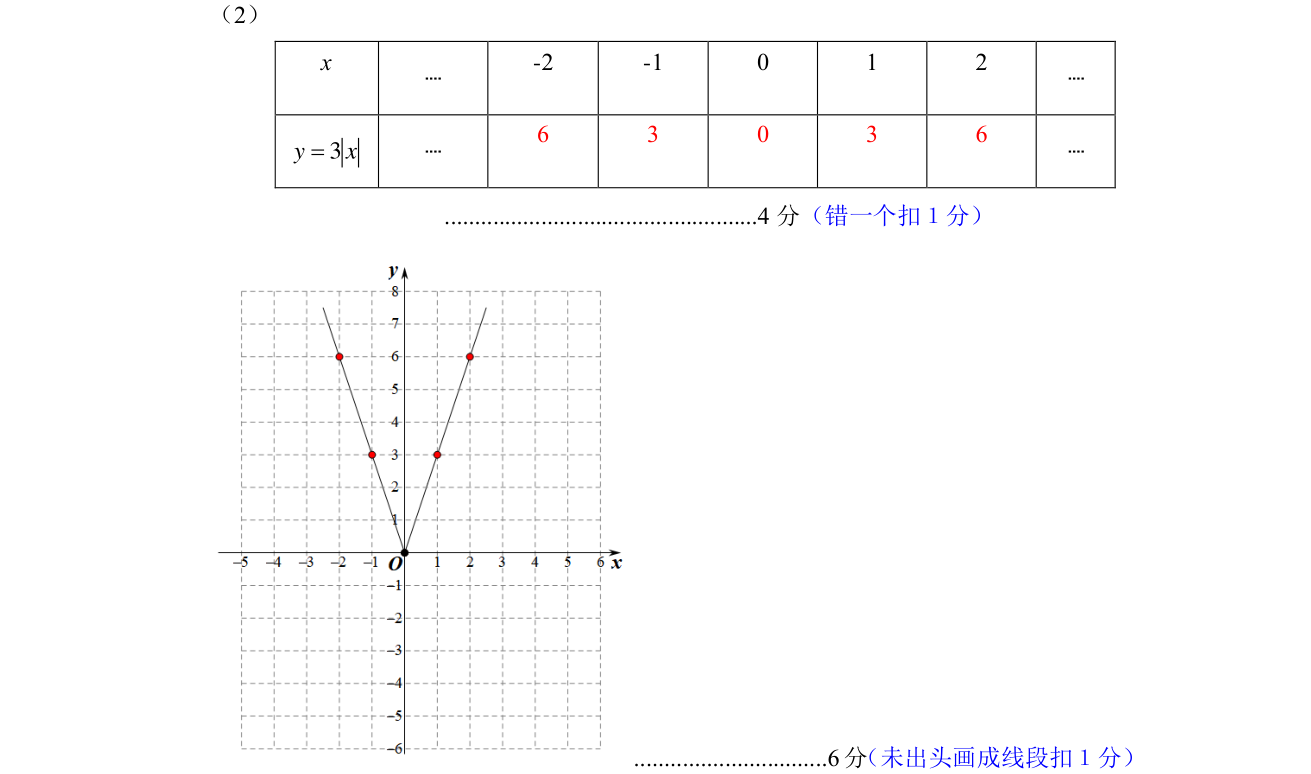 （2）
x .... -2 -1 0 1 2 ....
y = 3|x| .... 6 3 0 3 6 ....
....................................................4 分（错一个扣 1 分）
y
8
7
6
5
4
3
2
1
–5 –4 –3 –2 –1 O 1 2 3 4 5 6 x
–1
–2
–3
–4
–5
–6
................................6 分（未出头画成线段扣 1 分）